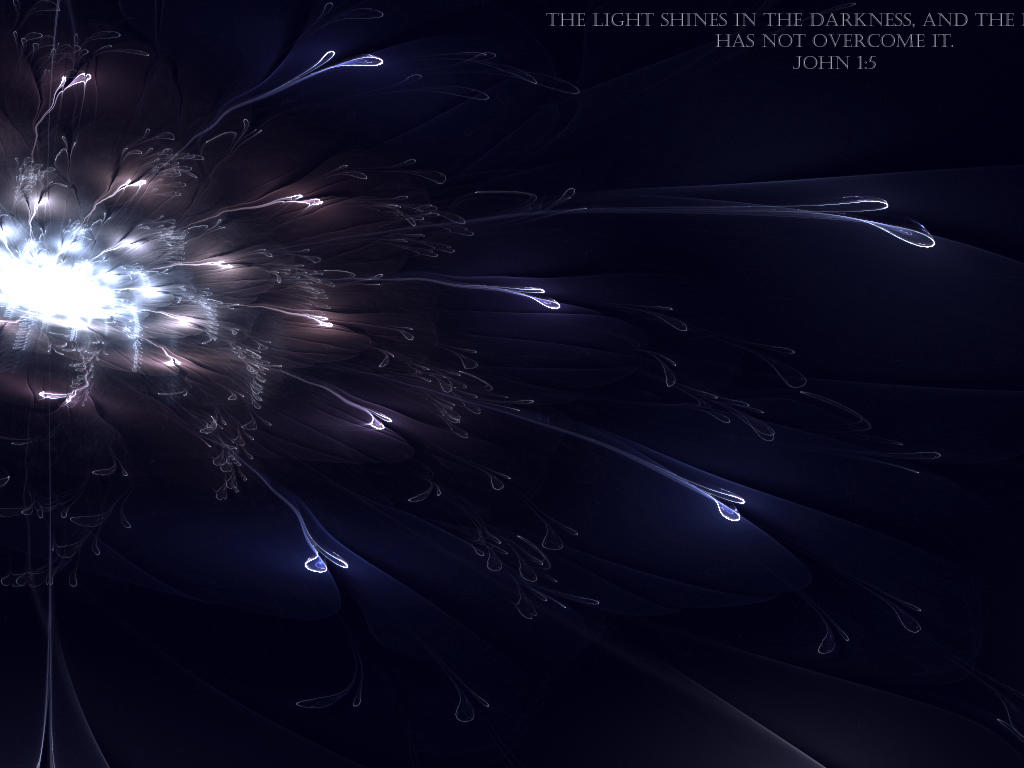 THE LIGHT SHINES IN THE DARKNESS, AND THE
HAS NOT OVERCOME IT.
JOHN 1:5